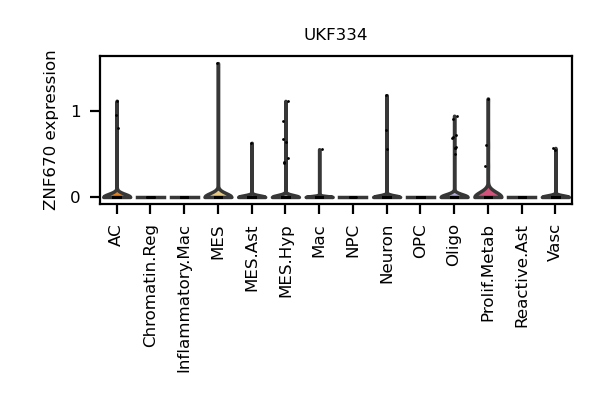 UKF334
ZNF670 expression
1
0
AC
Chromatin.Reg
Inflammatory.Mac
MES
MES.Ast
MES.Hyp
Mac
NPC
Neuron
OPC
Oligo
Prolif.Metab
Reactive.Ast
Vasc